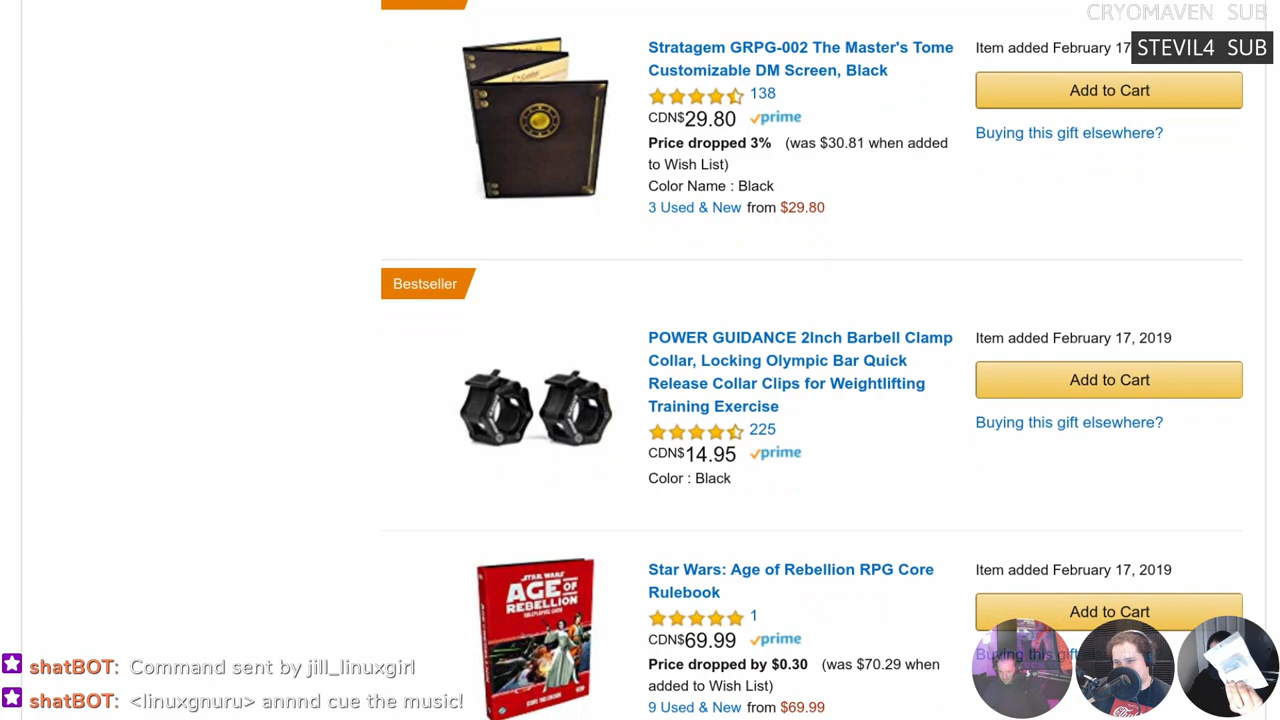 CRYOMAVEN SUB
STEVIL4 SUB
Stratagem GRPG-002 The Master's Tome
Customizable DM Screen, Black
138
CDN$29.80 prime
Price dropped 3% (was $30.81 when added
to Wish List)
Color Name : Black
3 Used & New from $29.80
Item added February 17
Add to Cart
Buying this gift elsewhere?
Bestseller
POWER GUIDANCE 2Inch Barbell Clamp
Collar, Locking Olympic Bar Quick
Release Collar Clips for Weightlifting
Training Exercise
225
CDN$14.95 prime
Color : Black
Item added February 17, 2019
Add to Cart
Buying this gift elsewhere?
STAR WARS
AGE OF
REBELLION
ROLEPLAYING GAME
Star Wars: Age of Rebellion RPG Core
Rulebook
1
CDN$69.99 prime
Price dropped by $0.30 (was $70.29 when
added to Wish List)
9 Used & New from $69.99
Item added February 17, 2019
Add to Cart
Buying this gift elsewhere?
shatBOT: Command sent by jill_linuxgirl
shatBOT: <linuxgnuru> annnd cue the music!